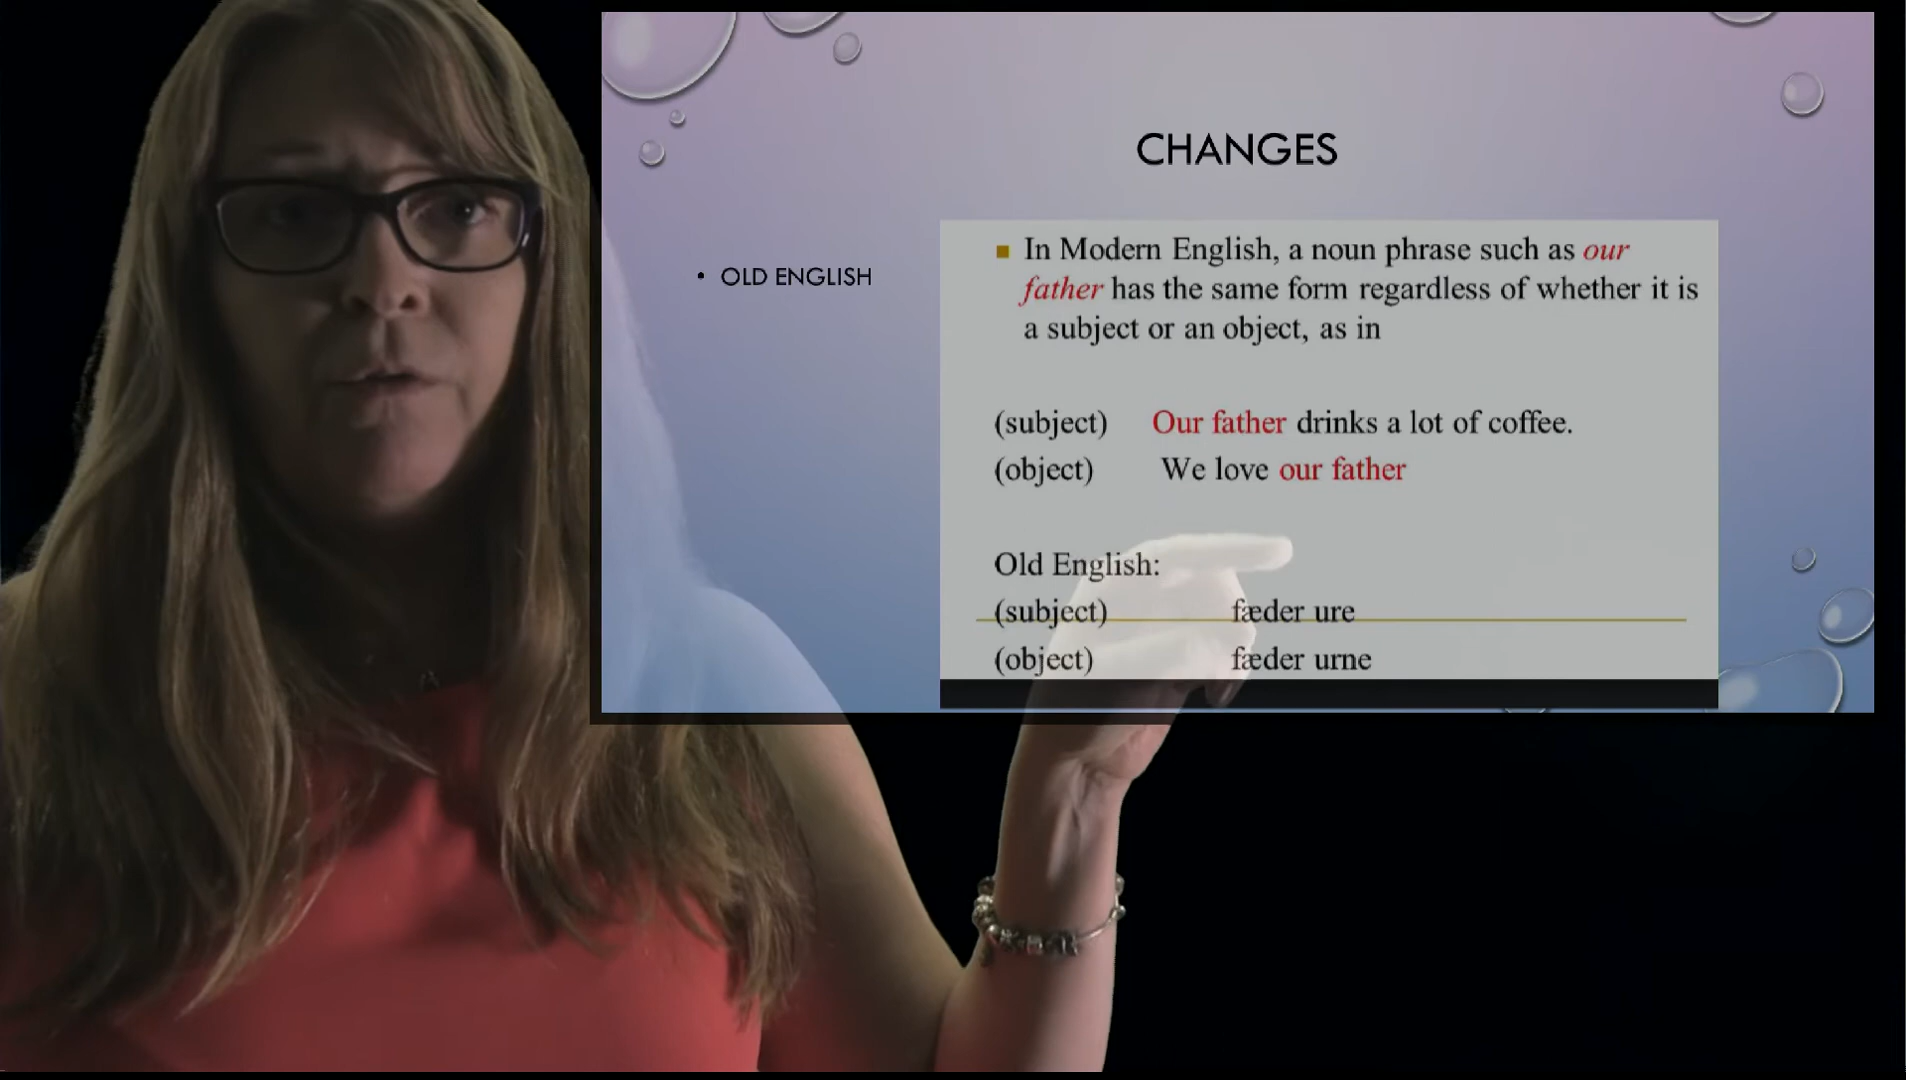 CHANGES
• OLD ENGLISH
▪ In Modern English, a noun phrase such as our
father has the same form regardless of whether it is
a subject or an object, as in
(subject) Our father drinks a lot of coffee.
(object) We love our father
Old English:
(subject) fæder ure
(object) fæder urne